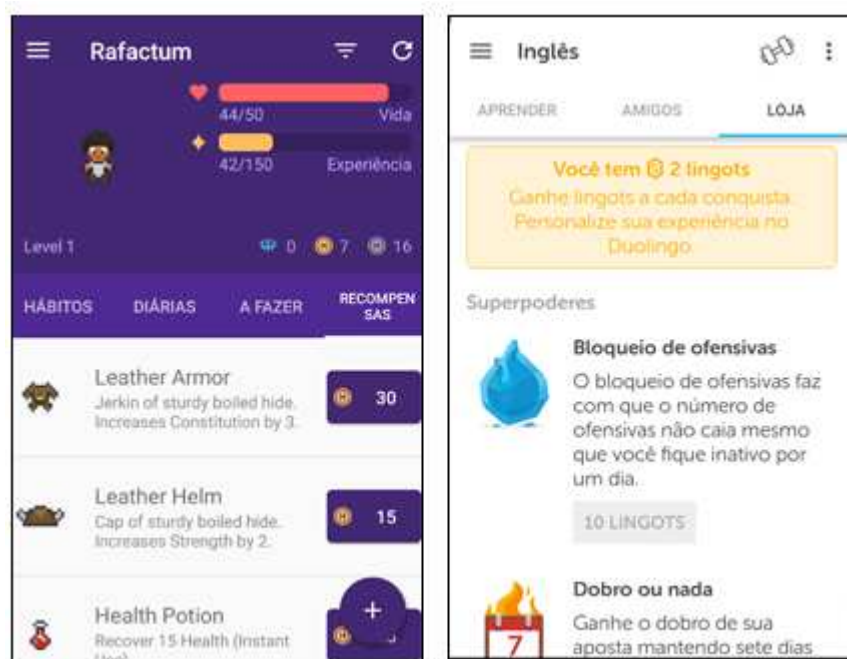 Rafactum
44/50 Vida
42/150 Experiência
Level 1 0 7 16
HÁBITOS DIÁRIAS A FAZER RECOMPEN
SAS
Leather Armor
Jerkin of sturdy boiled hide.
Increases Constitution by 3.
30
Leather Helm
Cap of sturdy boiled hide.
Increases Strength by 2.
15
Health Potion
Recover 15 Health (Instant
+
Inglês
APRENDER AMIGOS LOJA
Você tem 2 lingots
Ganhe lingots a cada conquista.
Personalize sua experiência no
Duolingo
Superpoderes
Bloqueio de ofensivas
O bloqueio de ofensivas faz
com que o número de
ofensivas não caia mesmo
que você fique inativo por
um dia.
10 LINGOTS
Dobro ou nada
7
Ganhe o dobro de sua
aposta mantendo sete dias